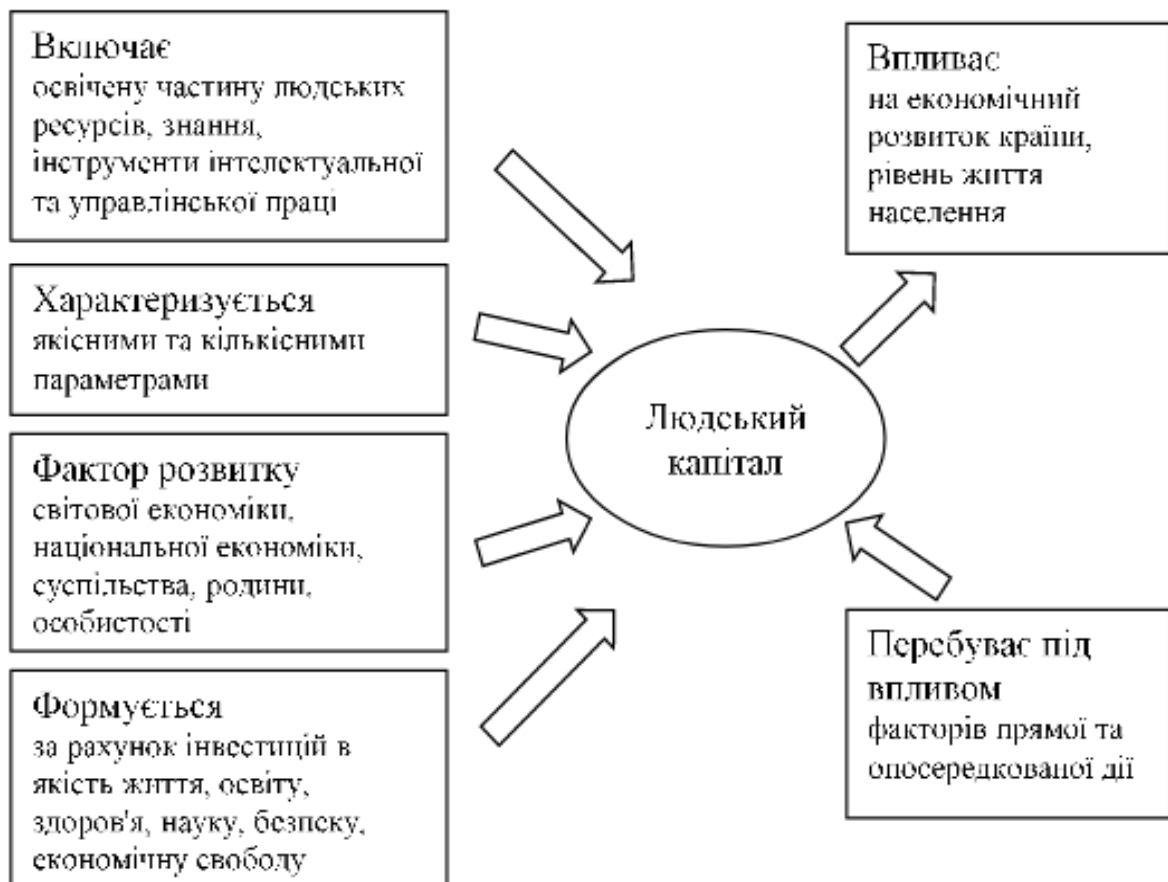 Включає
освічену частину людських
ресурсів, знання,
інструменти інтелектуальної
та управлінської праці
Характеризується
якісними та кількісними
параметрами
Фактор розвитку
світової економіки,
національної економіки,
суспільства, родини,
особистості
Формується
за рахунок інвестицій в
якість життя, освіту,
здоров'я, науку, безпеку,
економічну свободу
Людський
капітал
Впливає
на економічний
розвиток країни,
рівень життя
населення
Перебуває під
впливом
факторів прямої та
опосередкованої дії